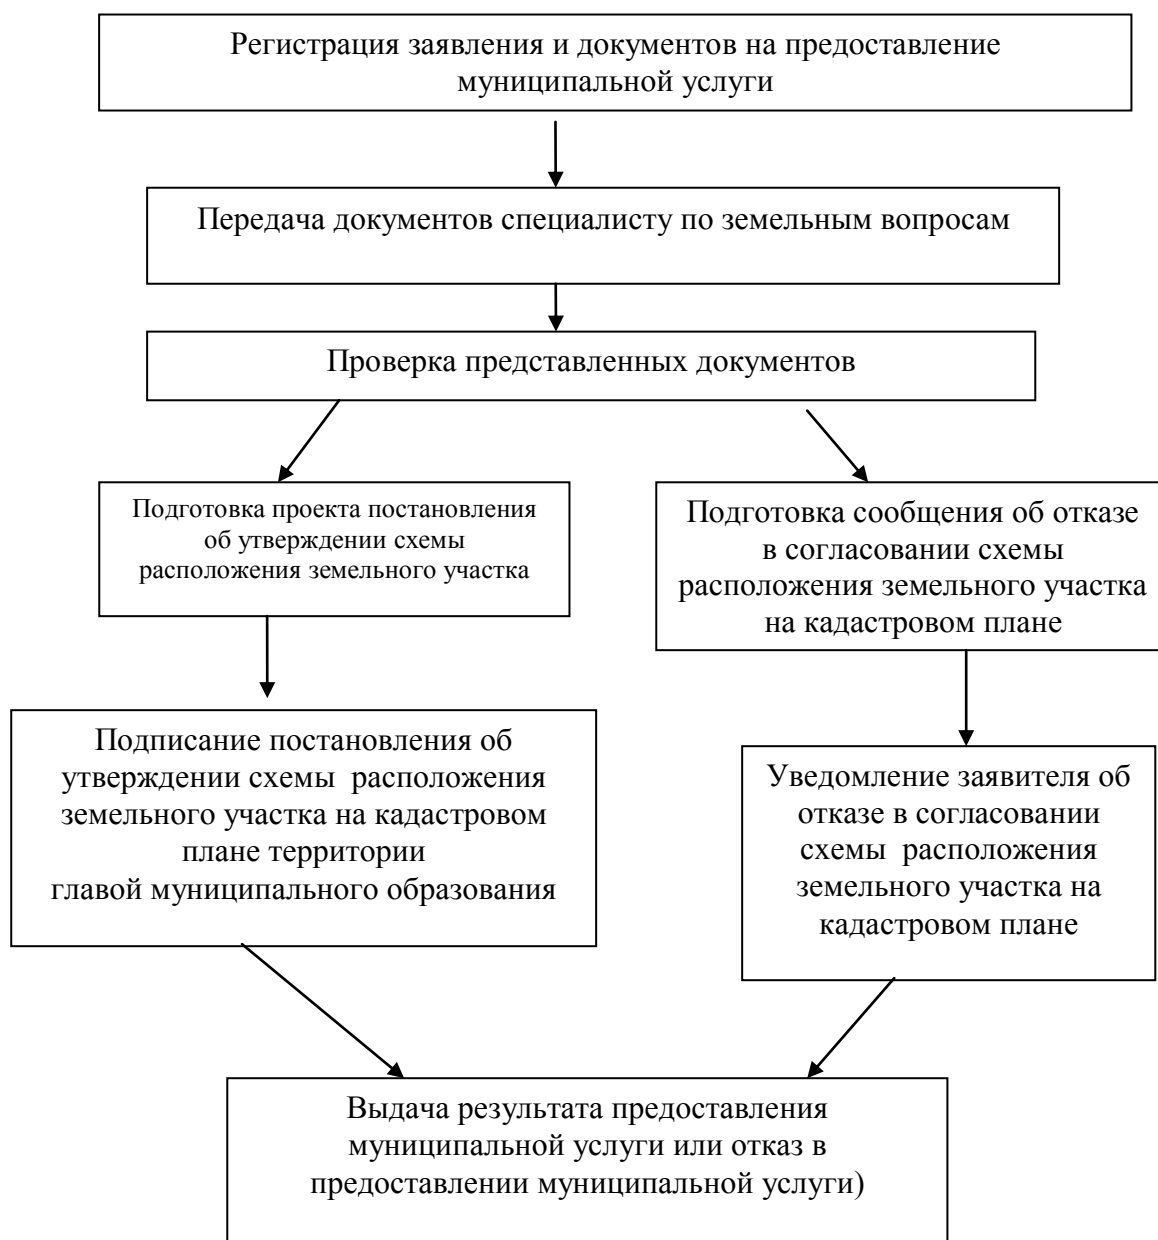 Регистрация заявления и документов на предоставление
муниципальной услуги
Передача документов специалисту по земельным вопросам
Проверка представленных документов
Подготовка проекта постановления
об утверждении схемы
расположения земельного участка
Подготовка сообщения об отказе
в согласовании схемы
расположения земельного участка
на кадастровом плане
Подписание постановления об
утверждении схемы  расположения
земельного участка на кадастровом
плане территории
главой муниципального образования
Уведомление заявителя об
отказе в согласовании
схемы  расположения
земельного участка на
кадастровом плане
Выдача результата предоставления
муниципальной услуги или отказ в
предоставлении муниципальной услуги)